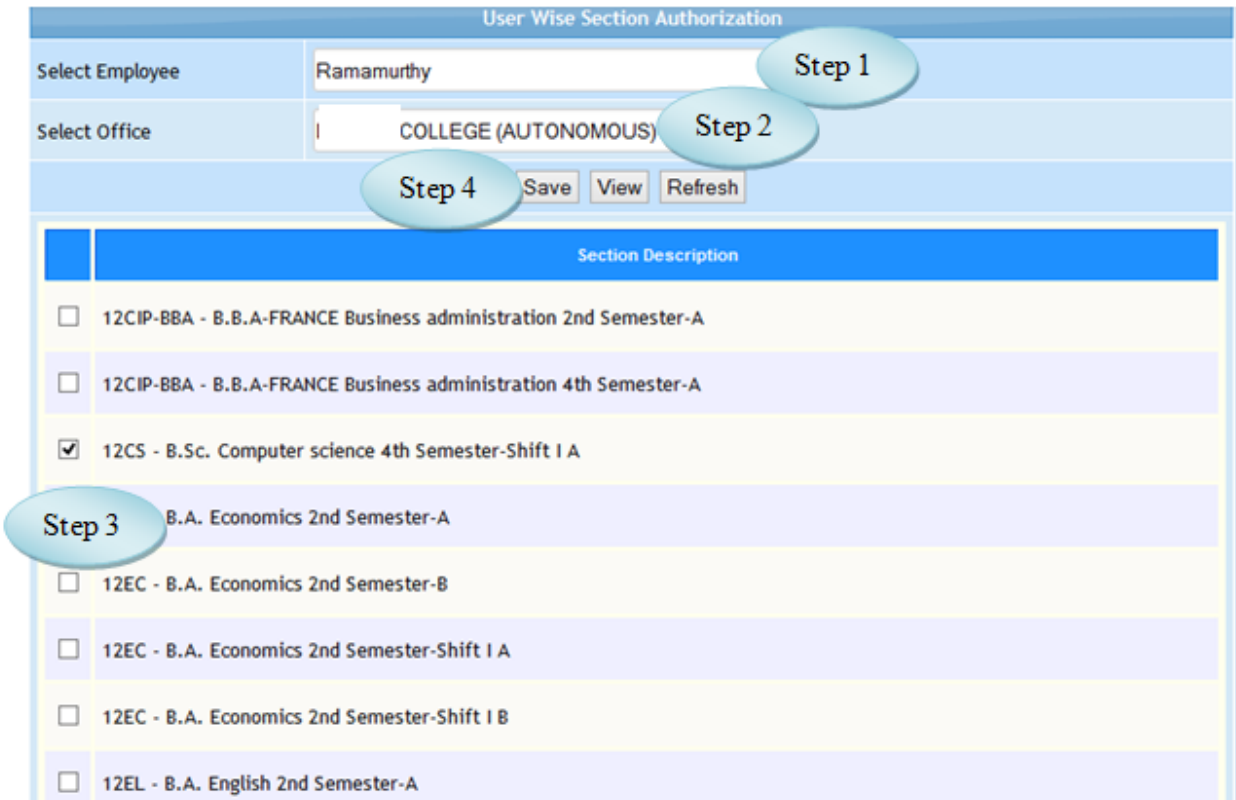 User Wise Section Authorization
Select Employee Ramamurthy Step 1
Select Office COLLEGE (AUTONOMOUS) Step 2
Step 4 Save View Refresh
Section Description
12CIP-BBA - B.B.A-FRANCE Business administration 2nd Semester-A
12CIP-BBA - B.B.A-FRANCE Business administration 4th Semester-A
12CS - B.Sc. Computer science 4th Semester-Shift I A
Step 3 B.A. Economics 2nd Semester-A
12EC - B.A. Economics 2nd Semester-B
12EC - B.A. Economics 2nd Semester-Shift I A
12EC - B.A. Economics 2nd Semester-Shift I B
12EL - B.A. English 2nd Semester-A